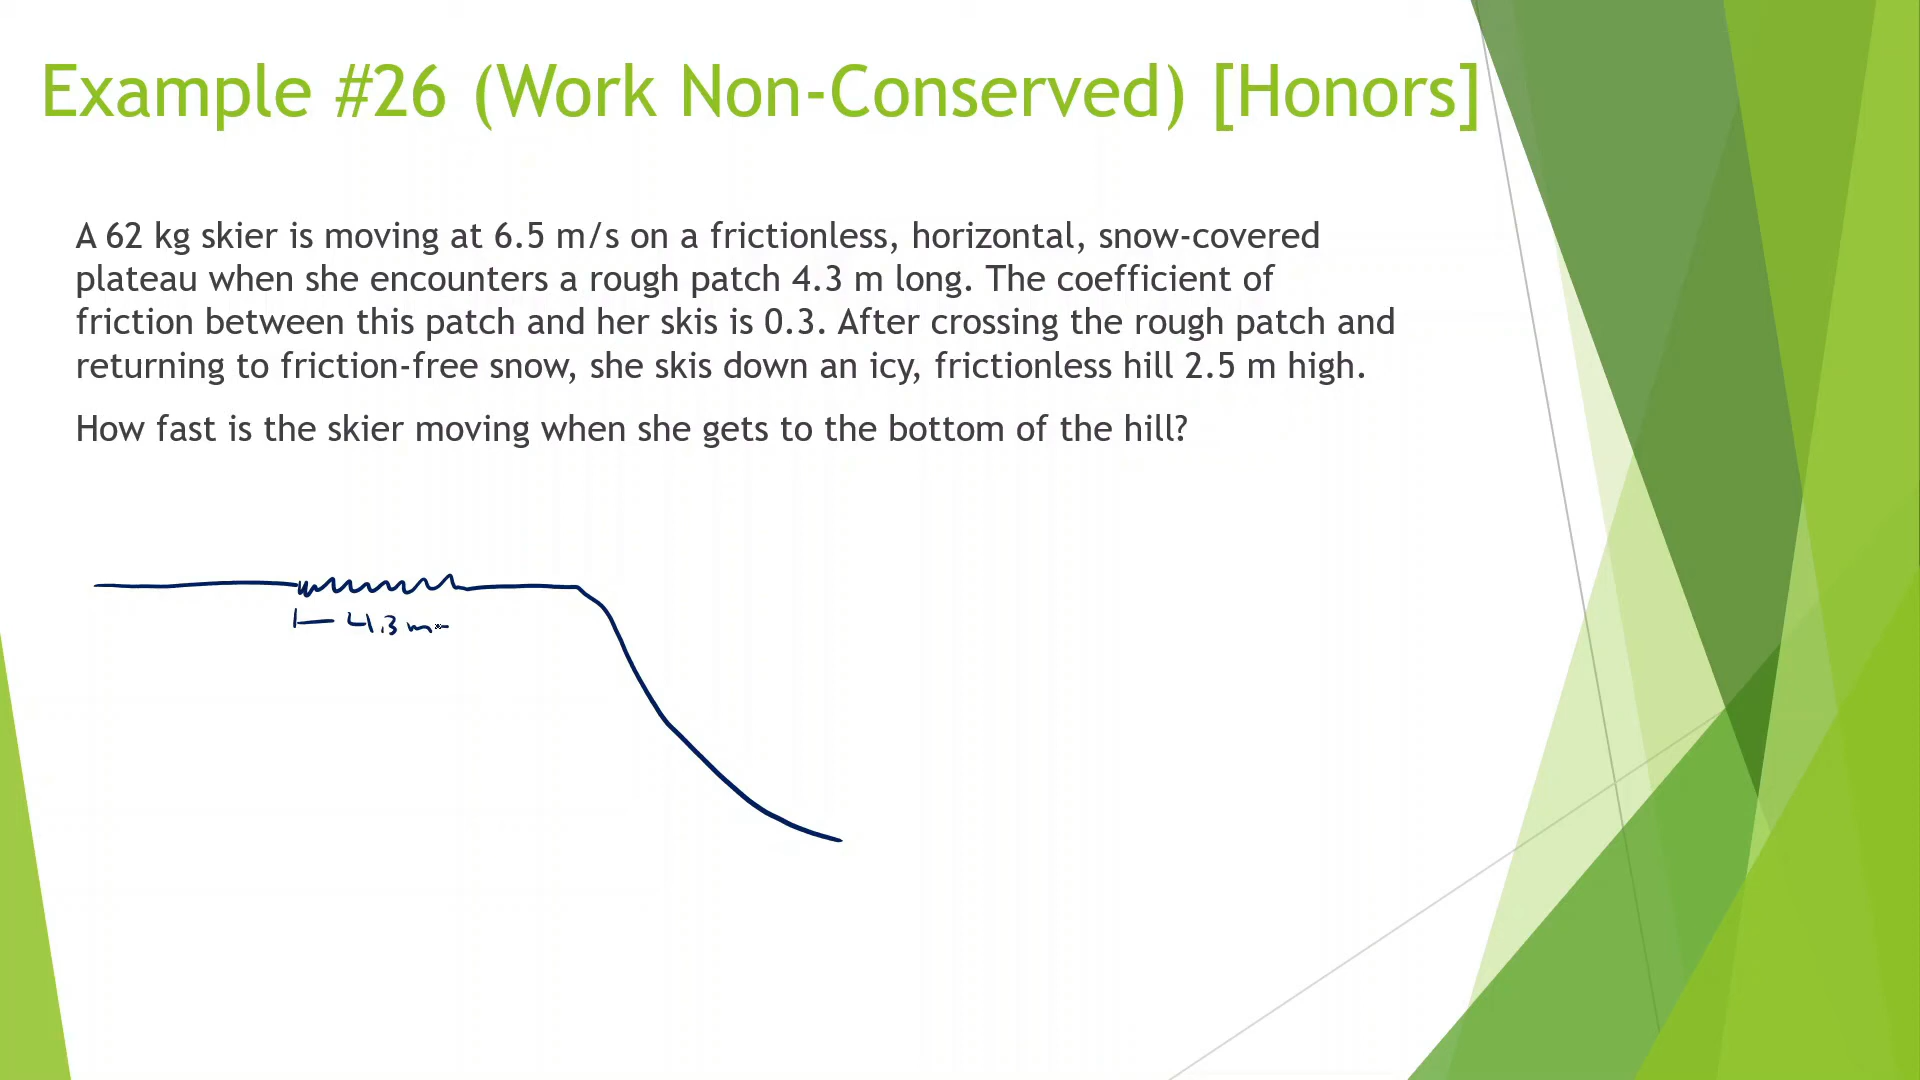 Example #26 (Work Non-Conserved) [Honors]
A 62 kg skier is moving at 6.5 m/s on a frictionless, horizontal, snow-covered
plateau when she encounters a rough patch 4.3 m long. The coefficient of
friction between this patch and her skis is 0.3. After crossing the rough patch and
returning to friction-free snow, she skis down an icy, frictionless hill 2.5 m high.
How fast is the skier moving when she gets to the bottom of the hill?
4.3 m